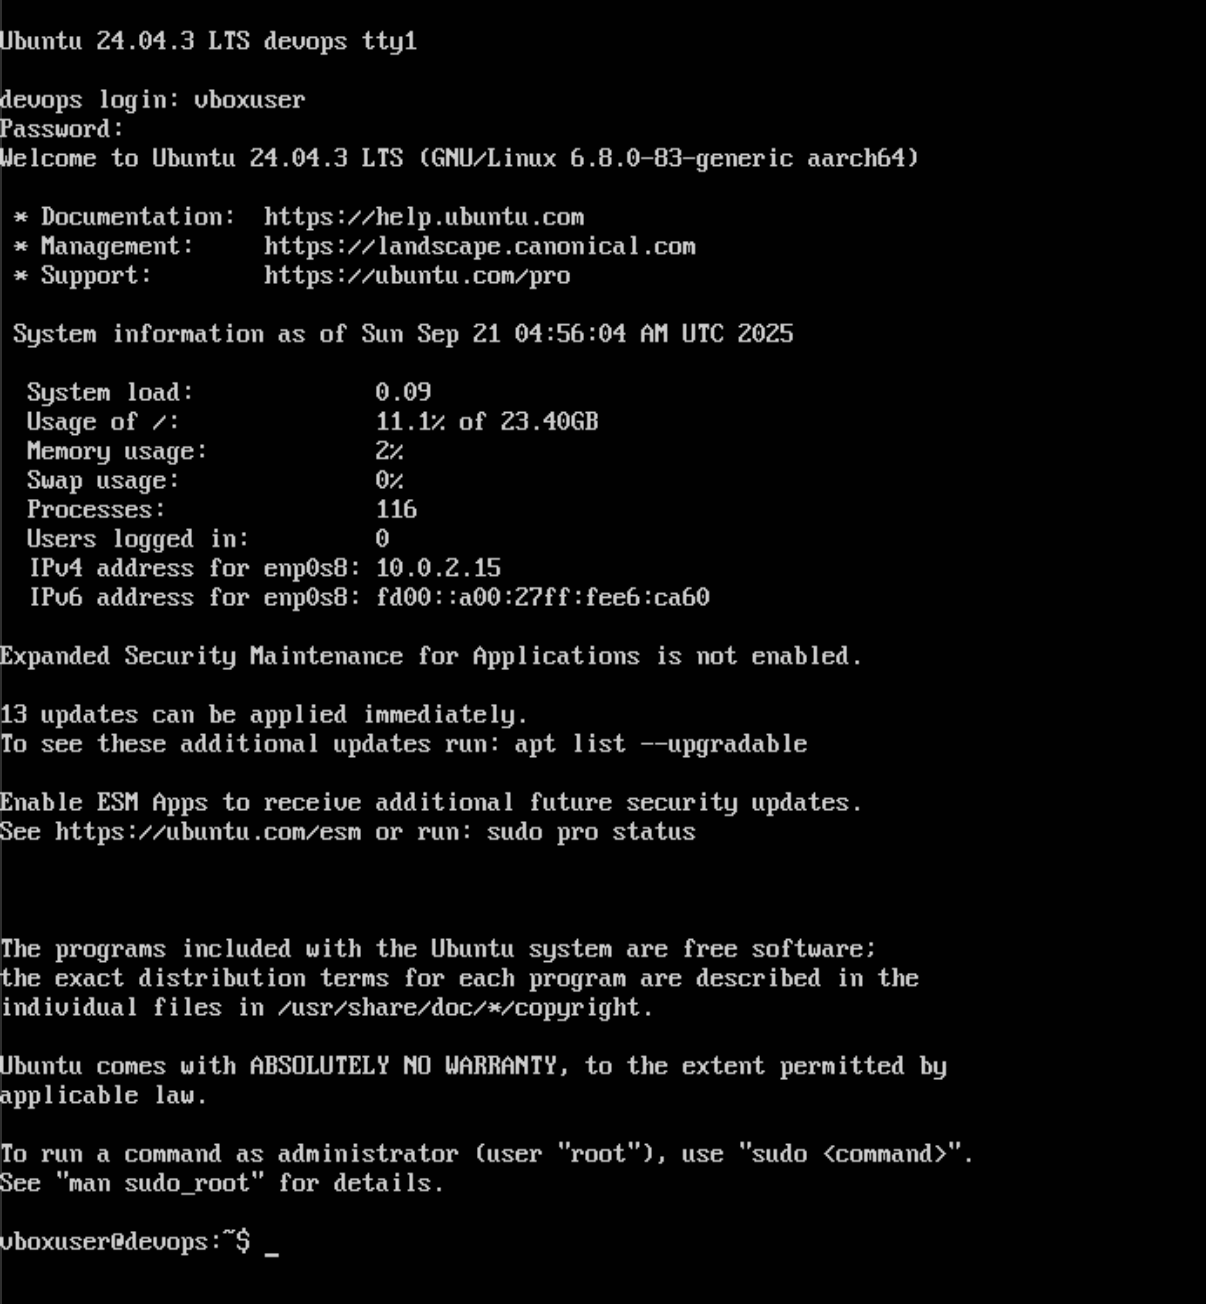 Ubuntu 24.04.3 LTS devops tty1
devops login: vboxuser
Password:
Welcome to Ubuntu 24.04.3 LTS (GNU/Linux 6.8.0-83-generic aarch64)
* Documentation:  https://help.ubuntu.com
* Management:     https://landscape.canonical.com
* Support:        https://ubuntu.com/pro
System information as of Sun Sep 21 04:56:04 AM UTC 2025
System load:             0.09
Usage of /:              11.1% of 23.40GB
Memory usage:            2%
Swap usage:              0%
Processes:               116
Users logged in:         0
IPv4 address for enp0s8: 10.0.2.15
IPv6 address for enp0s8: fd00::a00:27ff:fee6:ca60
Expanded Security Maintenance for Applications is not enabled.
13 updates can be applied immediately.
To see these additional updates run: apt list --upgradable
Enable ESM Apps to receive additional future security updates.
See https://ubuntu.com/esm or run: sudo pro status
The programs included with the Ubuntu system are free software;
the exact distribution terms for each program are described in the
individual files in /usr/share/doc/*/copyright.
Ubuntu comes with ABSOLUTELY NO WARRANTY, to the extent permitted by
applicable law.
To run a command as administrator (user "root"), use "sudo <command>".
See "man sudo_root" for details.
vboxuser@devops:~$ _